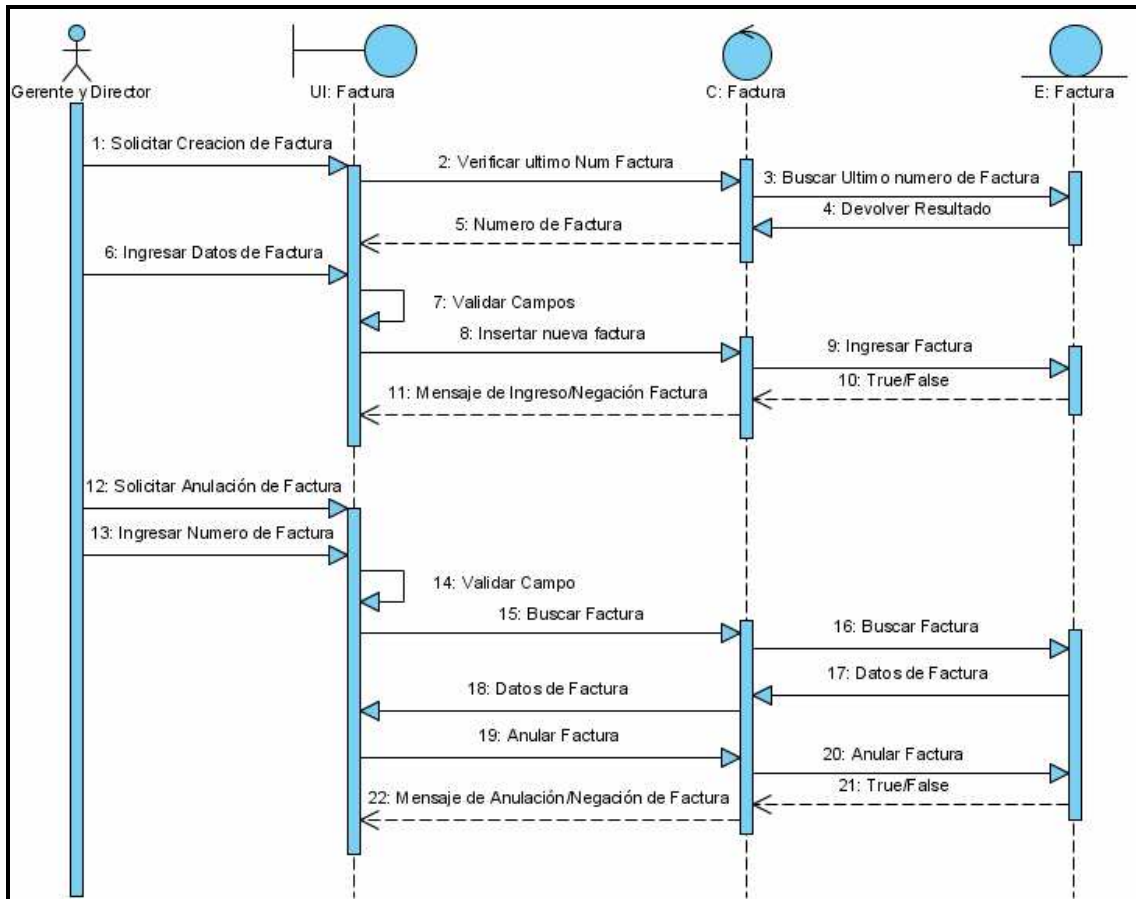 Gerente y Director
UI: Factura
C: Factura
E: Factura
1: Solicitar Creacion de Factura
2: Verificar ultimo Num Factura
3: Buscar Ultimo numero de Factura
4: Devolver Resultado
5: Numero de Factura
6: Ingresar Datos de Factura
7: Validar Campos
8: Insertar nueva factura
9: Ingresar Factura
10: True/False
11: Mensaje de Ingreso/Negación Factura
12: Solicitar Anulación de Factura
13: Ingresar Numero de Factura
14: Validar Campo
15: Buscar Factura
16: Buscar Factura
17: Datos de Factura
18: Datos de Factura
19: Anular Factura
20: Anular Factura
21: True/False
22: Mensaje de Anulación/Negación de Factura